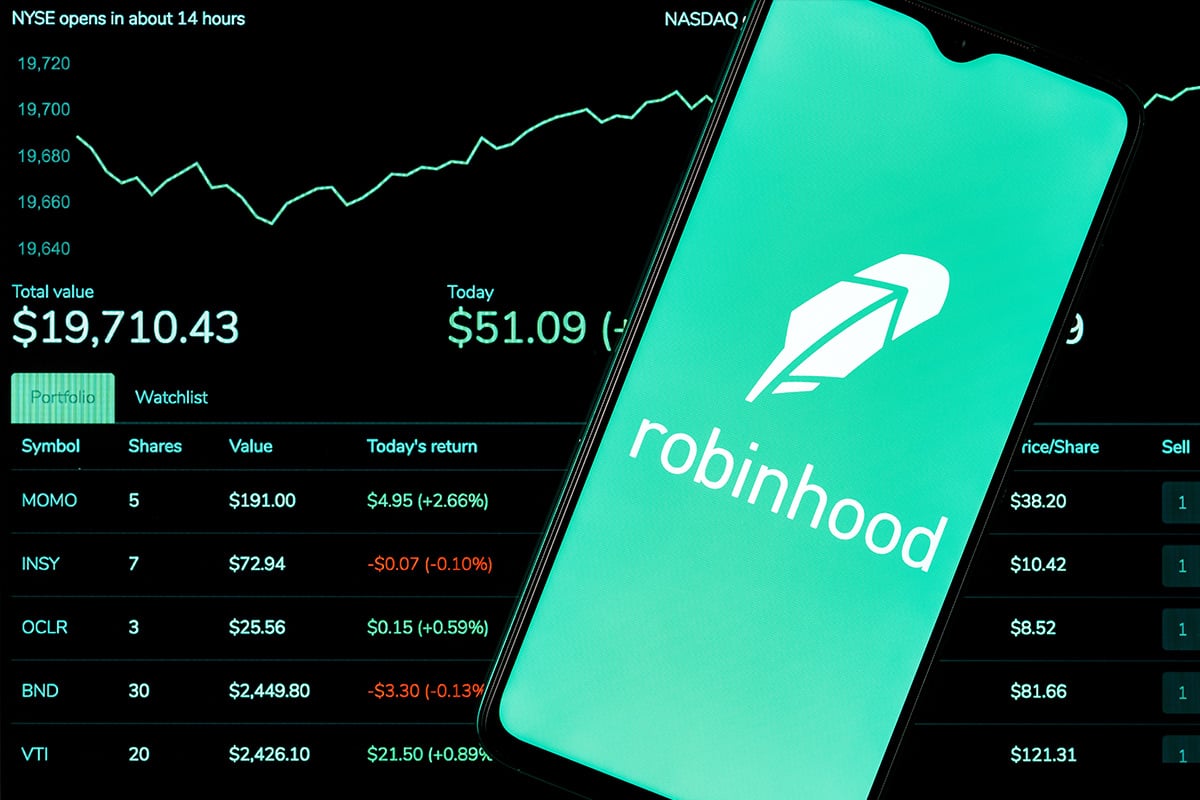 NYSE opens in about 14 hours NASDAQ
19,720
19,700
19,680
19,660
19,640
Total value Today
$19,710.43 $51.09 (+ 9
Portfolio Watchlist
Symbol Shares Value Today's return rice/Share Sell
MOMO 5 $191.00 $4.95 (+2.66%) $38.20 1
INSY 7 $72.94 -$0.07 (-0.10%) $10.42 1
OCLR 3 $25.56 $0.15 (+0.59%) $8.52 1
BND 30 $2,449.80 -$3.30 (-0.13% $81.66 1
VTI 20 $2,426.10 $21.50 (+0.89% $121.31 1
robinhood